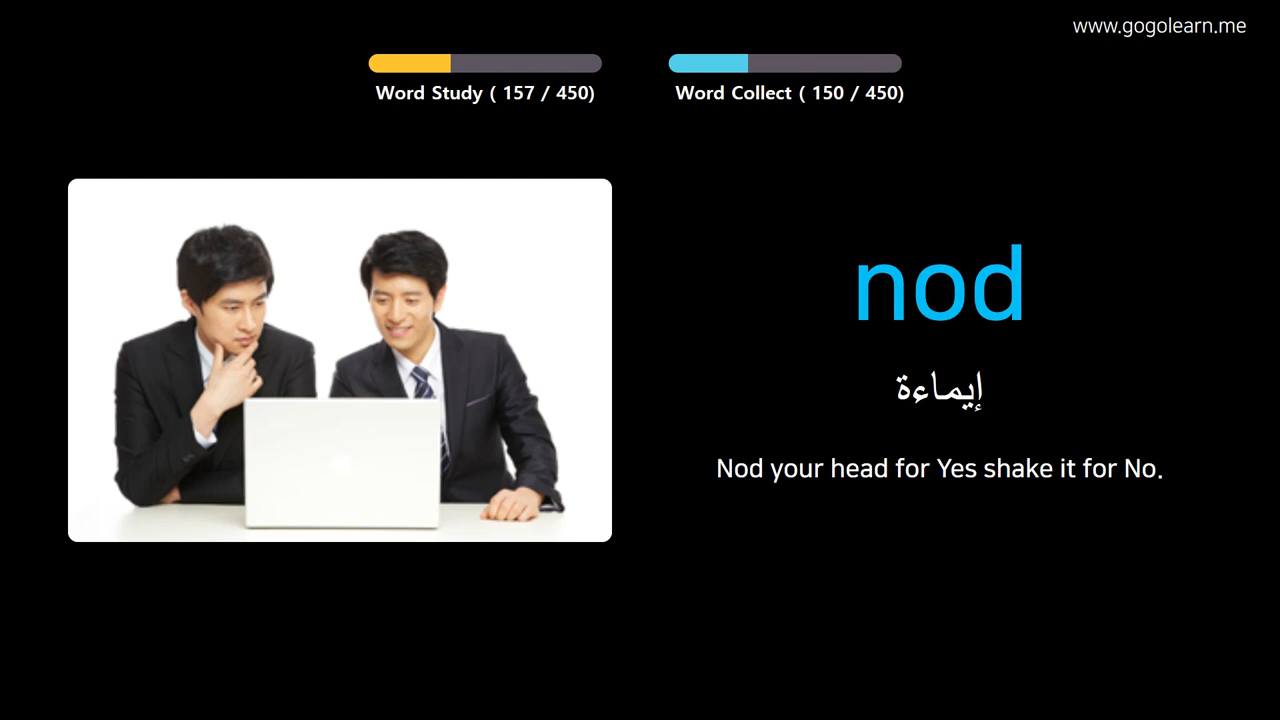 www.gogolearn.me
Word Study ( 157 / 450)
Word Collect ( 150 / 450)
nod
إيماءة
Nod your head for Yes shake it for No.